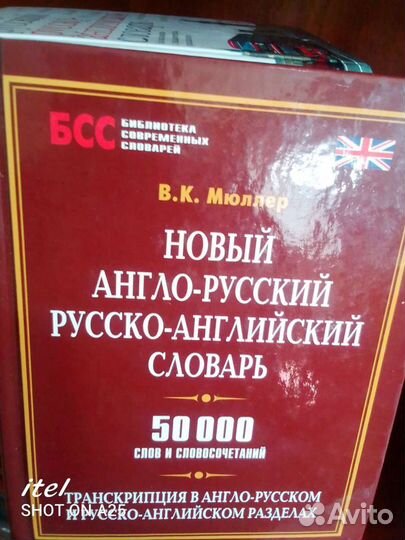 БСС
БИБЛИОТЕКА
СОВРЕМЕННЫХ
СЛОВАРЕЙ
В.К. Мюллер
НОВЫЙ
АНГЛО-РУССКИЙ
РУССКО-АНГЛИЙСКИЙ
СЛОВАРЬ
50 000
СЛОВ И СЛОВОСОЧЕТАНИЙ
ТРАНСКРИПЦИЯ В АНГЛО-РУССКОМ
И РУССКО-АНГЛИЙСКОМ РАЗДЕЛАХ
itel
SHOT ON A25
Avito